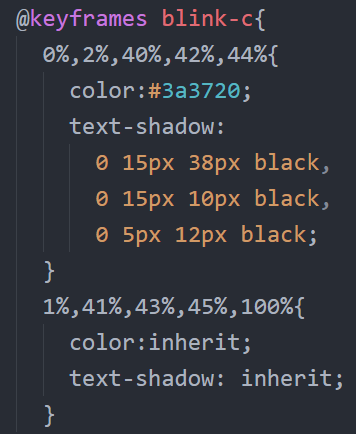 @keyframes blink-c{
0%,2%,40%,42%,44%{
color:#3a3720;
text-shadow:
0 15px 38px black,
0 15px 10px black,
0 5px 12px black;
}
1%,41%,43%,45%,100%{
color:inherit;
text-shadow: inherit;
}